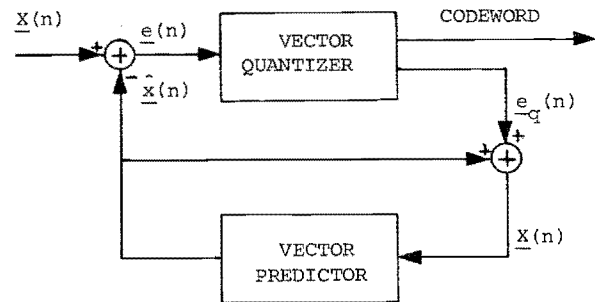 X(n)
e(n)
VECTOR
QUANTIZER
CODEWORD
+
+
-
x̂(n)
e_q(n)
+
+
+
X(n)
VECTOR
PREDICTOR